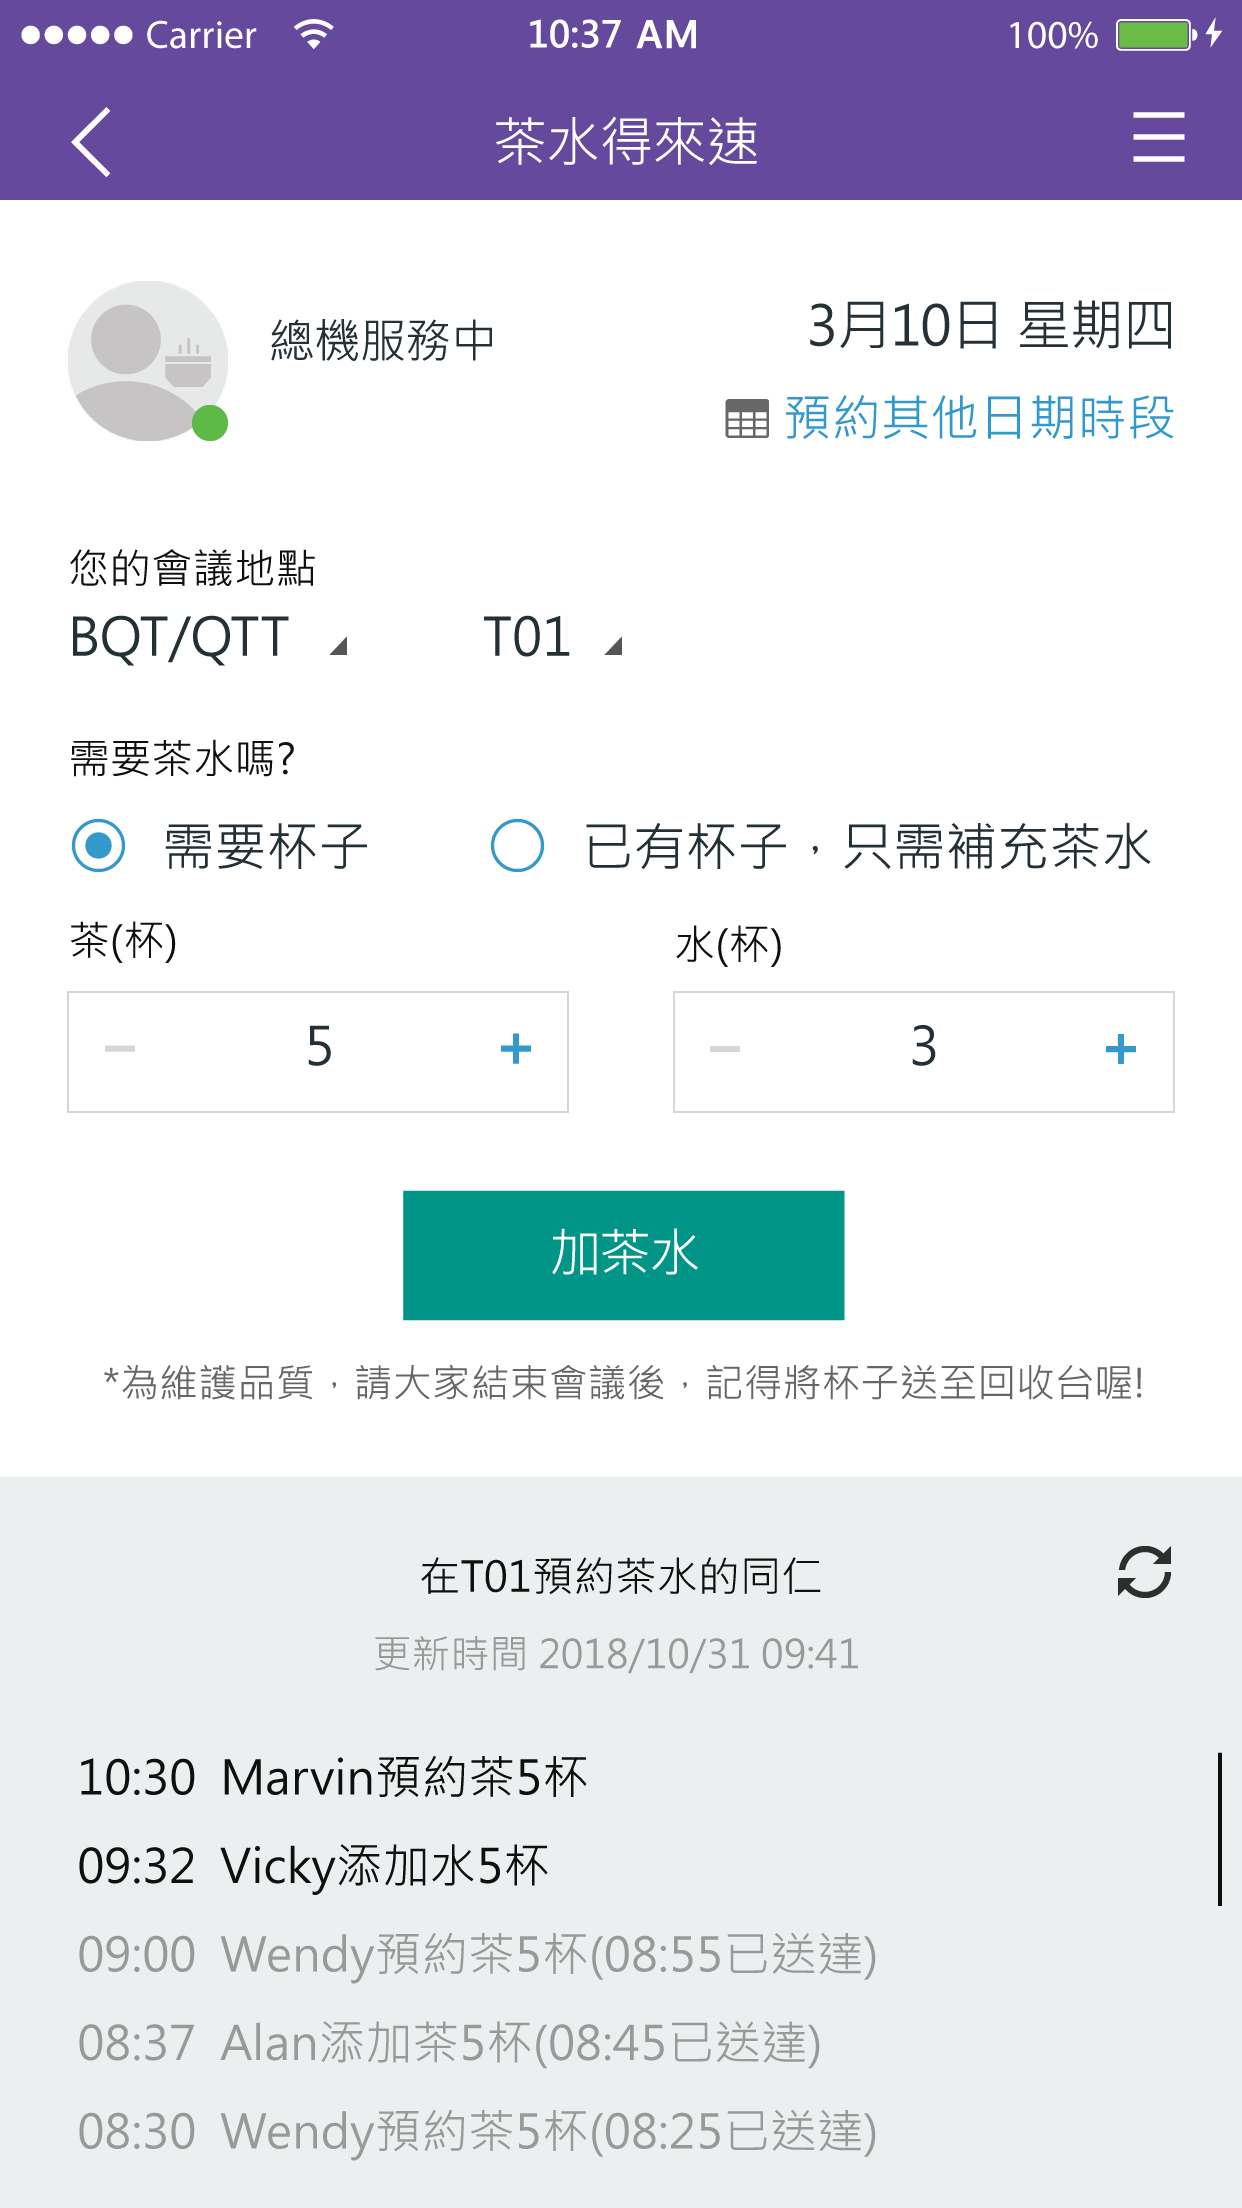 Carrier 10:37 AM 100%
茶水得來速
總機服務中
3月10日 星期四
預約其他日期時段
您的會議地點
BQT/QTT T01
需要茶水嗎?
需要杯子 已有杯子，只需補充茶水
茶(杯) 水(杯)
− 5 + − 3 +
加茶水
*為維護品質，請大家結束會議後，記得將杯子送至回收台喔!
在T01預約茶水的同仁
更新時間 2018/10/31 09:41
10:30 Marvin預約茶5杯
09:32 Vicky添加水5杯
09:00 Wendy預約茶5杯(08:55已送達)
08:37 Alan添加茶5杯(08:45已送達)
08:30 Wendy預約茶5杯(08:25已送達)